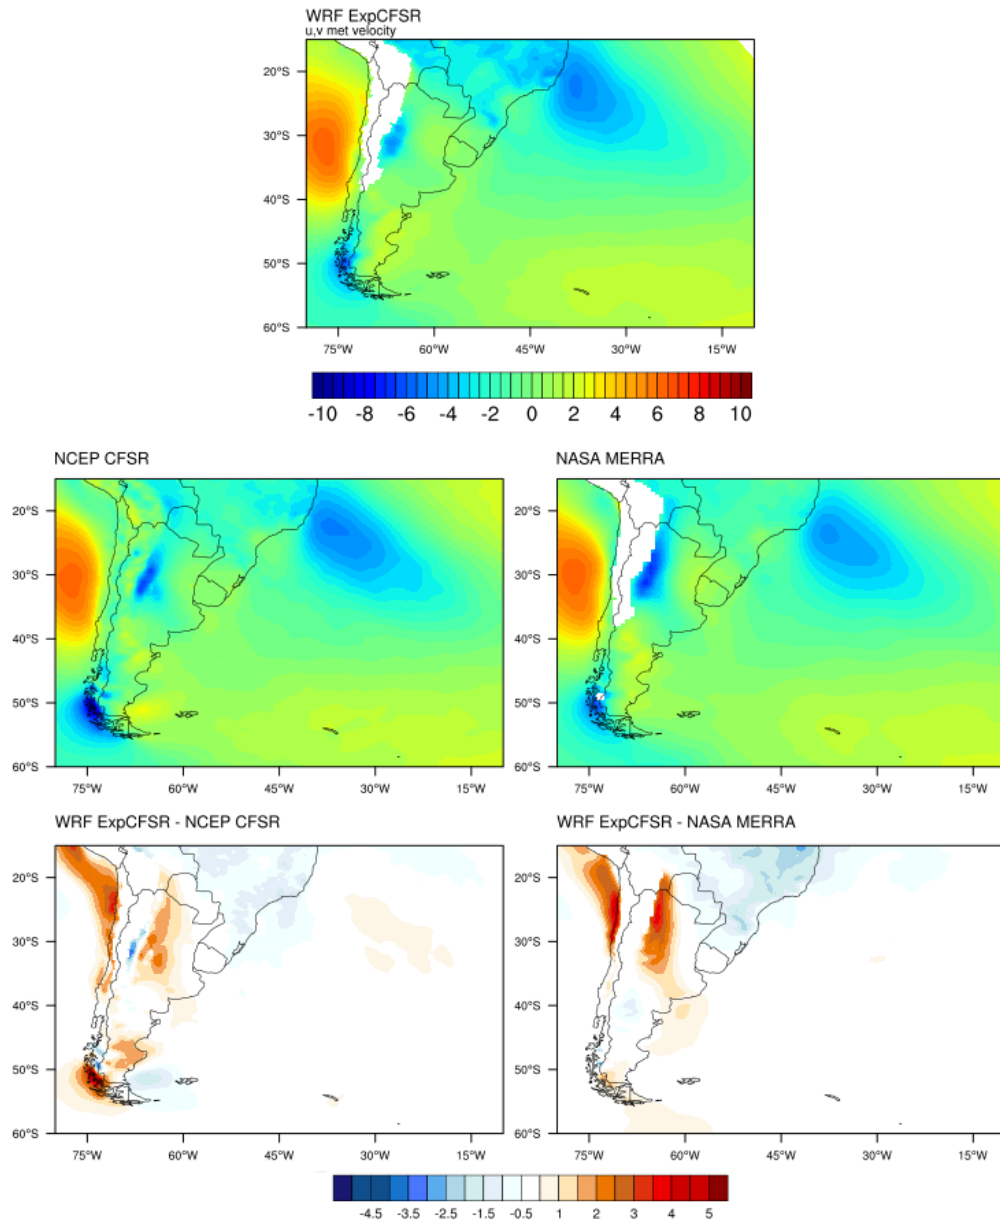 WRF ExpCFSR
u,v met velocity
20°S
30°S
40°S
50°S
60°S
75°W 60°W 45°W 30°W 15°W
-10 -8 -6 -4 -2 0 2 4 6 8 10
NCEP CFSR NASA MERRA
20°S 20°S
30°S 30°S
40°S 40°S
50°S 50°S
60°S 60°S
75°W 60°W 45°W 30°W 15°W 75°W 60°W 45°W 30°W 15°W
WRF ExpCFSR - NCEP CFSR WRF ExpCFSR - NASA MERRA
20°S 20°S
30°S 30°S
40°S 40°S
50°S 50°S
60°S 60°S
75°W 60°W 45°W 30°W 15°W 75°W 60°W 45°W 30°W 15°W
-4.5 -3.5 -2.5 -1.5 -0.5 1 2 3 4 5